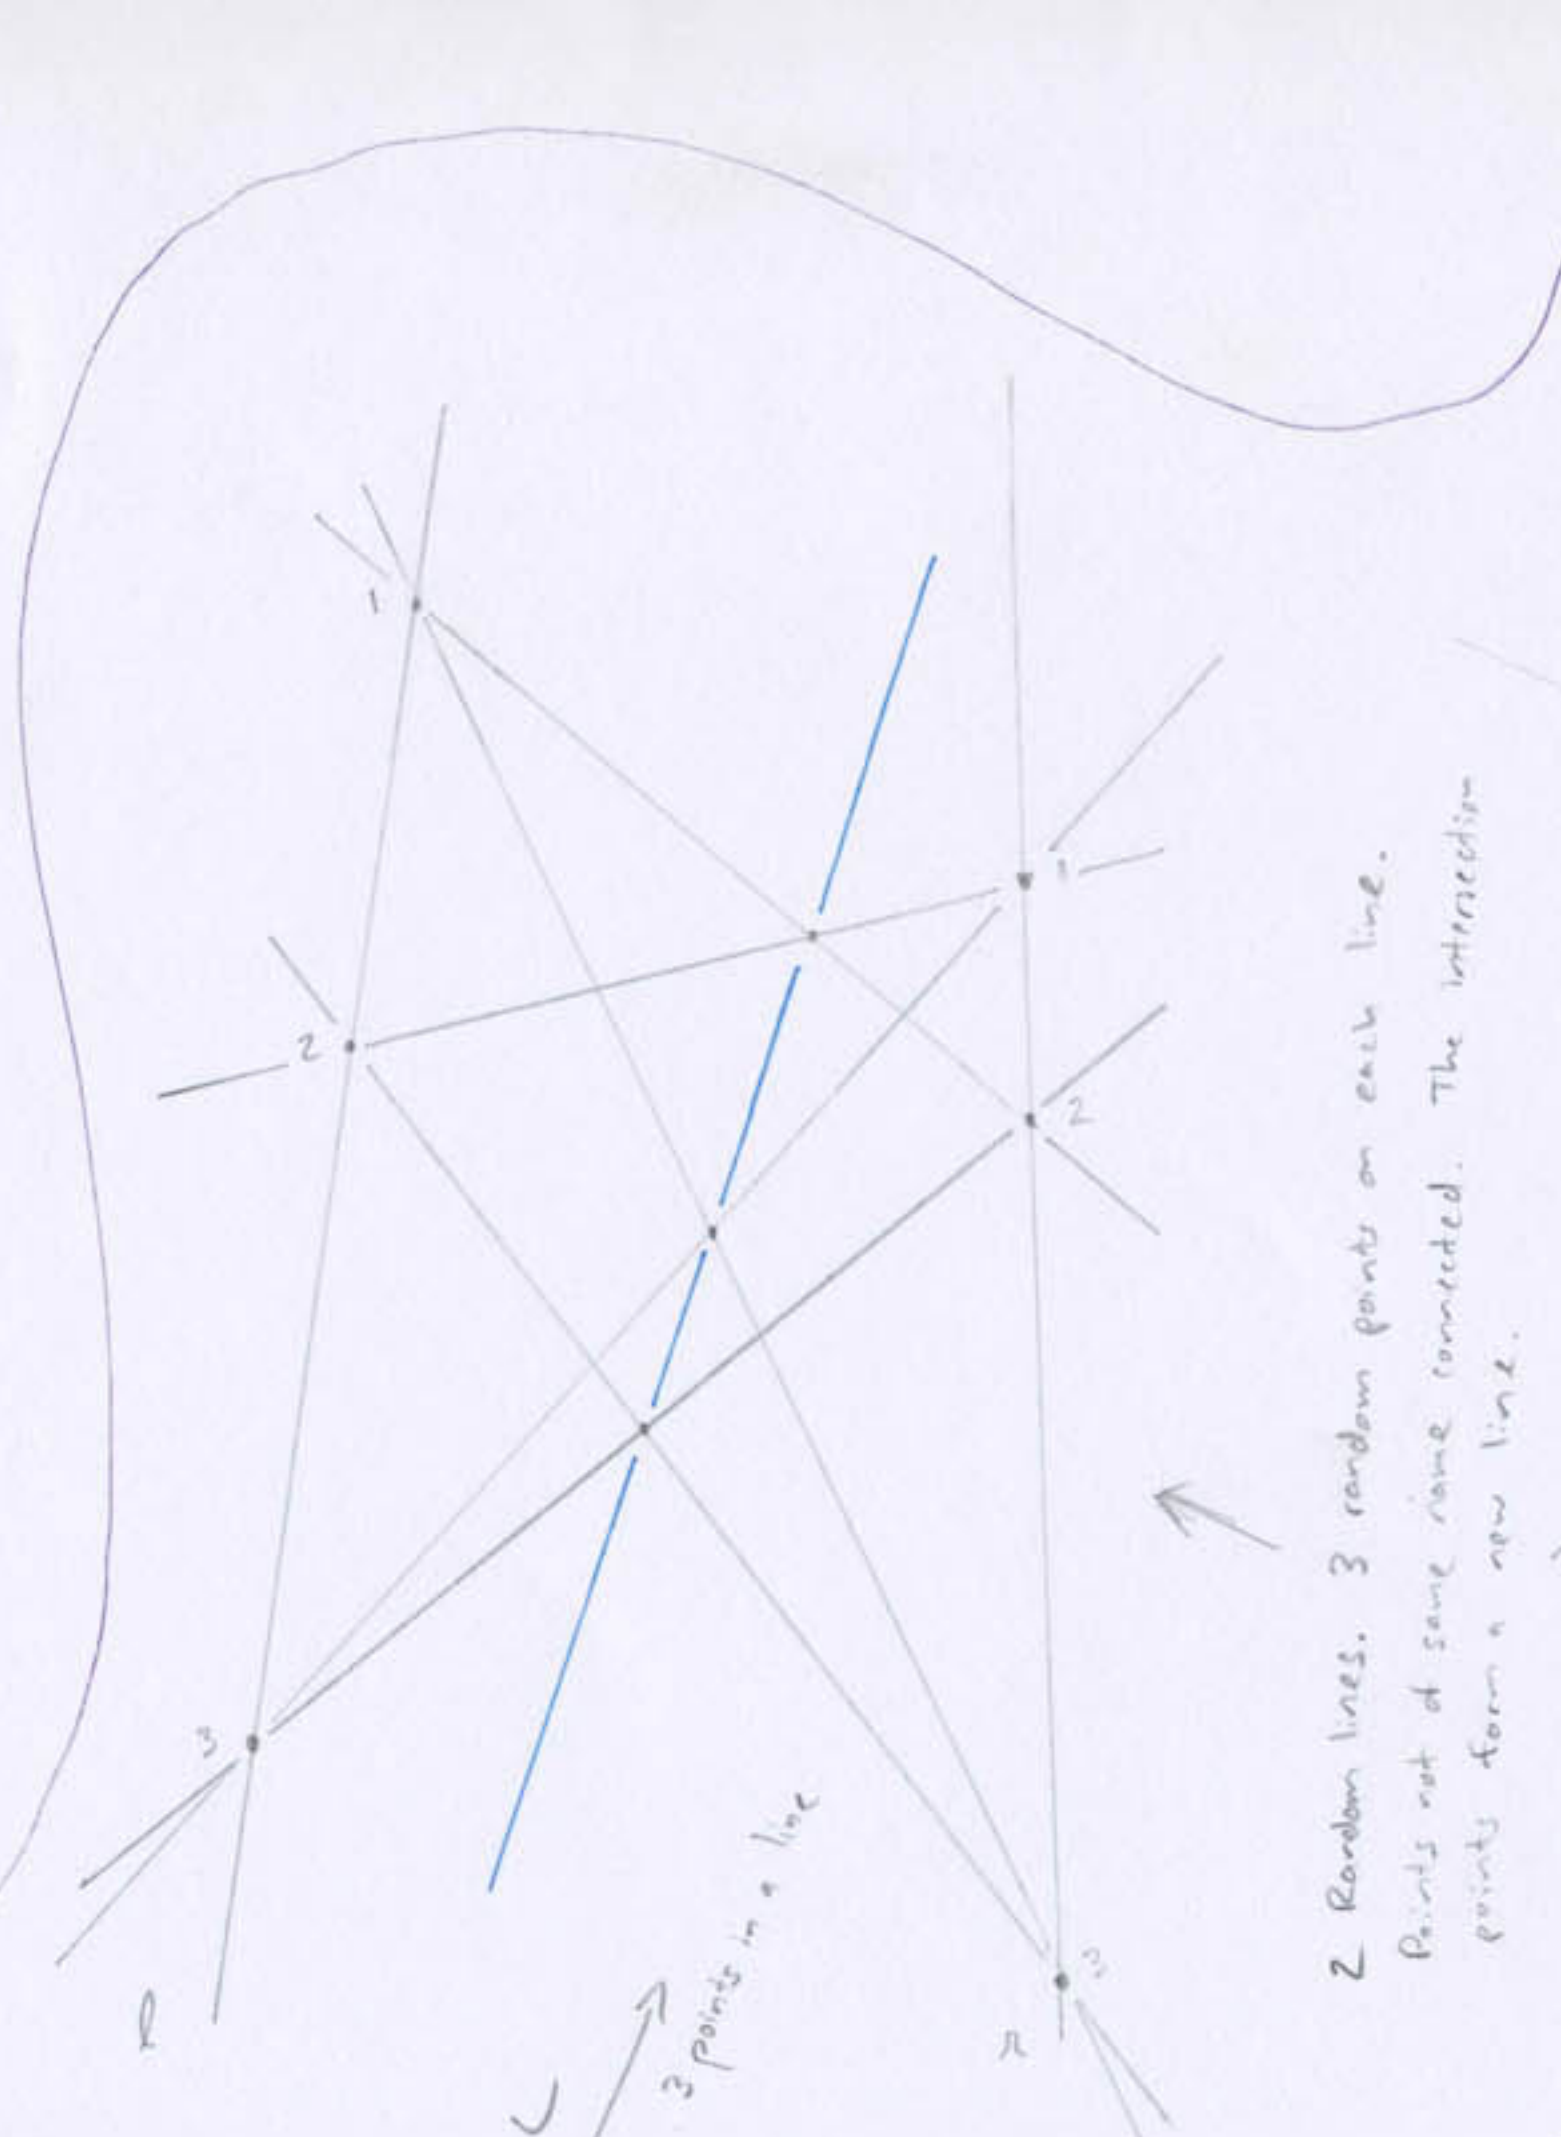 2 Random lines. 3 random points on each line.
Points not of same name connected. The intersection
points form a new line.
3 points in a line
1
2
3
1
2
3